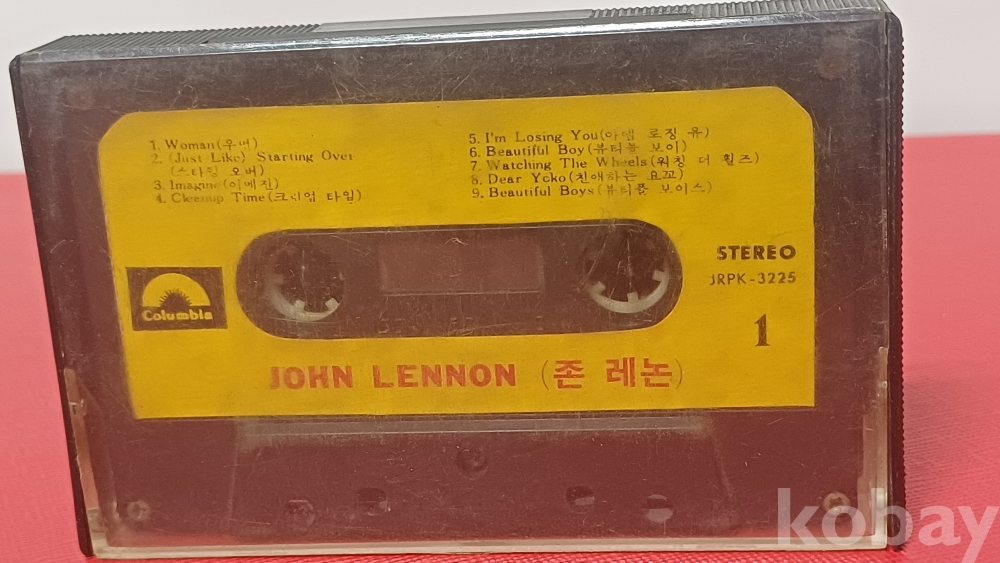 1. Woman(우먼)
2. (Just Like) Starting Over
(스타팅 오버)
3. Imagine(이메진)
4. Cleenup Time(크리업 타임)
5. I'm Losing You(아엠 로징 유)
6. Beautiful Boy(뷰티플 보이)
7. Watching The Wheels(워칭 더 휠즈)
8. Dear Yoko(친애하는 요꼬)
9. Beautiful Boys(뷰티플 보이스)
STEREO
JRPK-3225
Columbia
1
JOHN LENNON (존 레논)
kobay